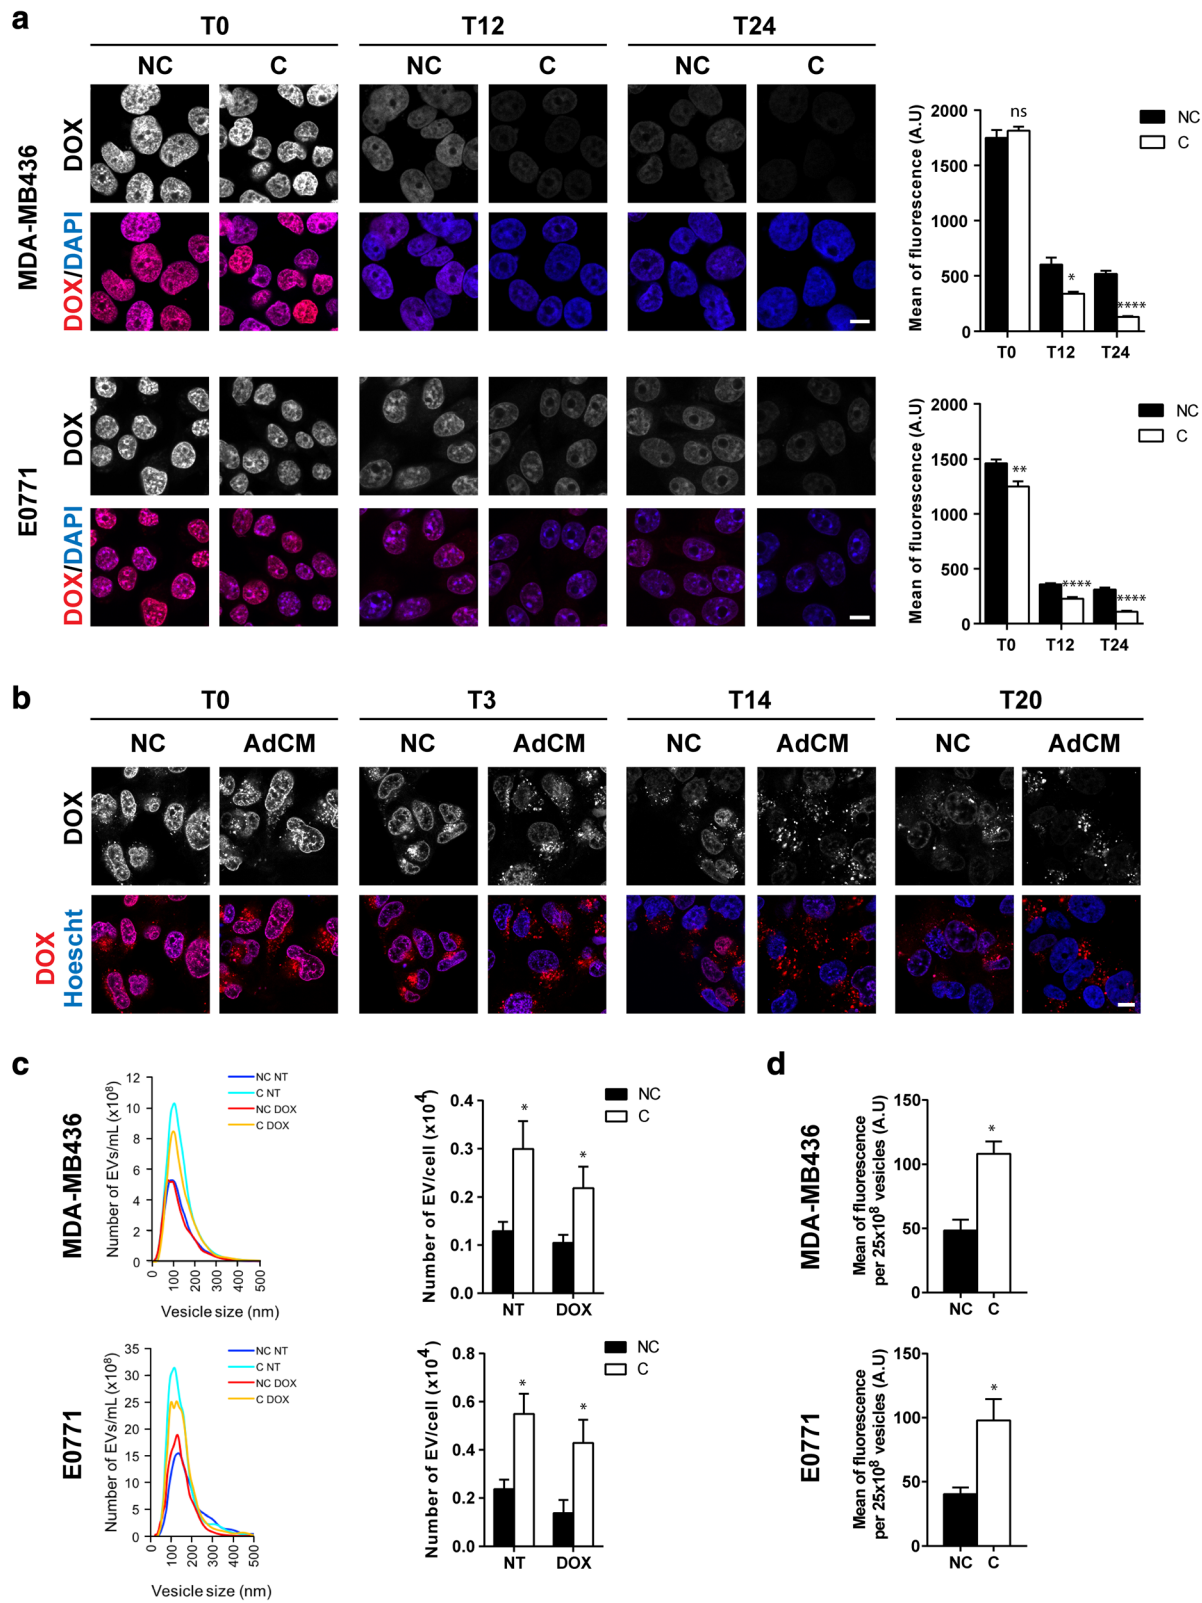 a
T0 T12 T24
NC C NC C NC C
MDA-MB436
DOX
DOX/DAPI
Mean of fluorescence (A.U)
2000
1500
1000
500
0
ns
*
****
T0 T12 T24
NC
C
E0771
DOX
DOX/DAPI
Mean of fluorescence (A.U)
2000
1500
1000
500
0
**
****
****
T0 T12 T24
NC
C
b
T0 T3 T14 T20
NC AdCM NC AdCM NC AdCM NC AdCM
DOX
DOX
Hoescht
c
MDA-MB436
Number of EVs/mL (x10⁸)
12
10
8
6
4
2
0
0 100 200 300 400 500
Vesicle size (nm)
NC NT
C NT
NC DOX
C DOX
Number of EV/cell (x10⁴)
0.4
0.3
0.2
0.1
0.0
*
*
NT DOX
NC
C
E0771
Number of EVs/mL (x10⁸)
35
30
25
20
15
10
5
0
0 100 200 300 400 500
Vesicle size (nm)
NC NT
C NT
NC DOX
C DOX
Number of EV/cell (x10⁴)
0.8
0.6
0.4
0.2
0.0
*
*
NT DOX
NC
C
d
MDA-MB436
Mean of fluorescence
per 25x10⁸ vesicles (A.U)
150
100
50
0
*
NC C
E0771
Mean of fluorescence
per 25x10⁸ vesicles (A.U)
150
100
50
0
*
NC C